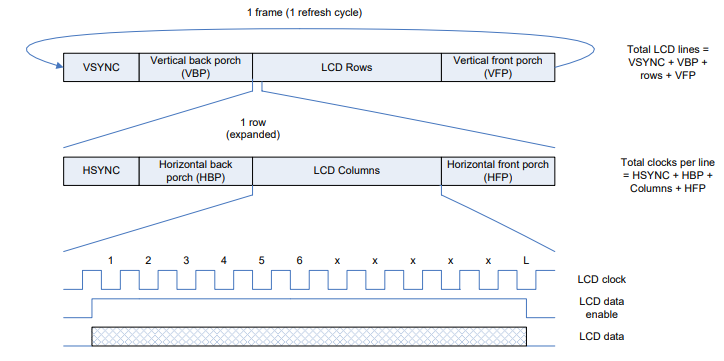 1 frame (1 refresh cycle)
VSYNC
Vertical back porch
(VBP)
LCD Rows
Vertical front porch
(VFP)
Total LCD lines =
VSYNC + VBP +
rows + VFP
1 row
(expanded)
HSYNC
Horizontal back
porch (HBP)
LCD Columns
Horizontal front porch
(HFP)
Total clocks per line
= HSYNC + HBP +
Columns + HFP
1 2 3 4 5 6 x x x x x L
LCD clock
LCD data
enable
LCD data